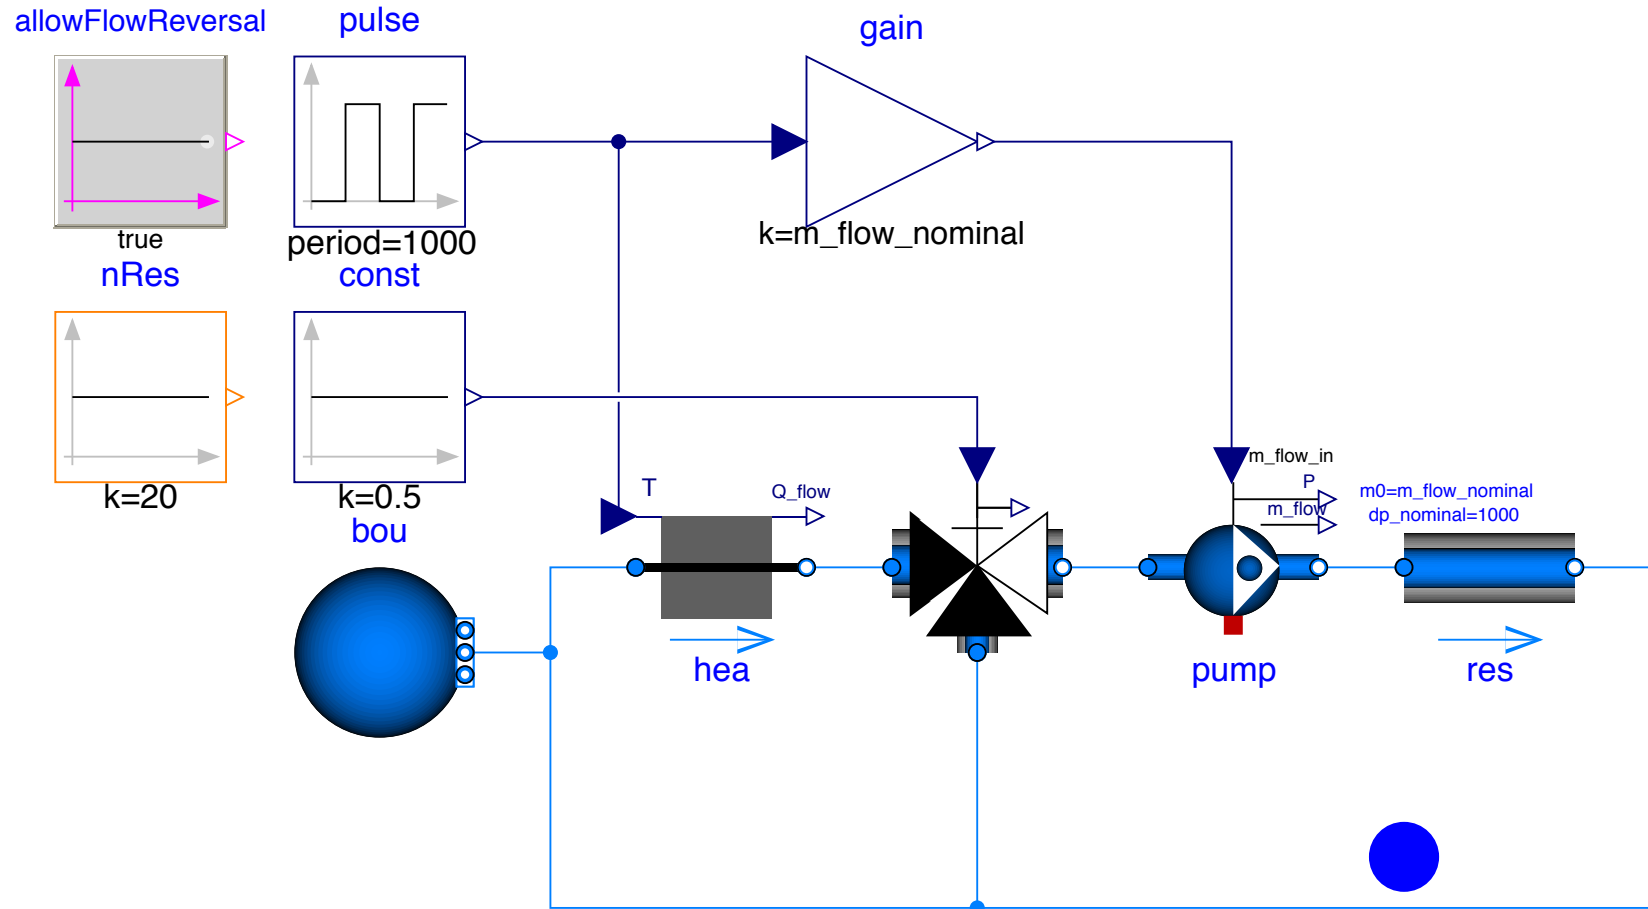 allowFlowReversal
pulse
gain
true
period=1000
k=m_flow_nominal
nRes
const
k=20
k=0.5
bou
T
Q_flow
m_flow_in
P
m_flow
m0=m_flow_nominal
dp_nominal=1000
hea
pump
res